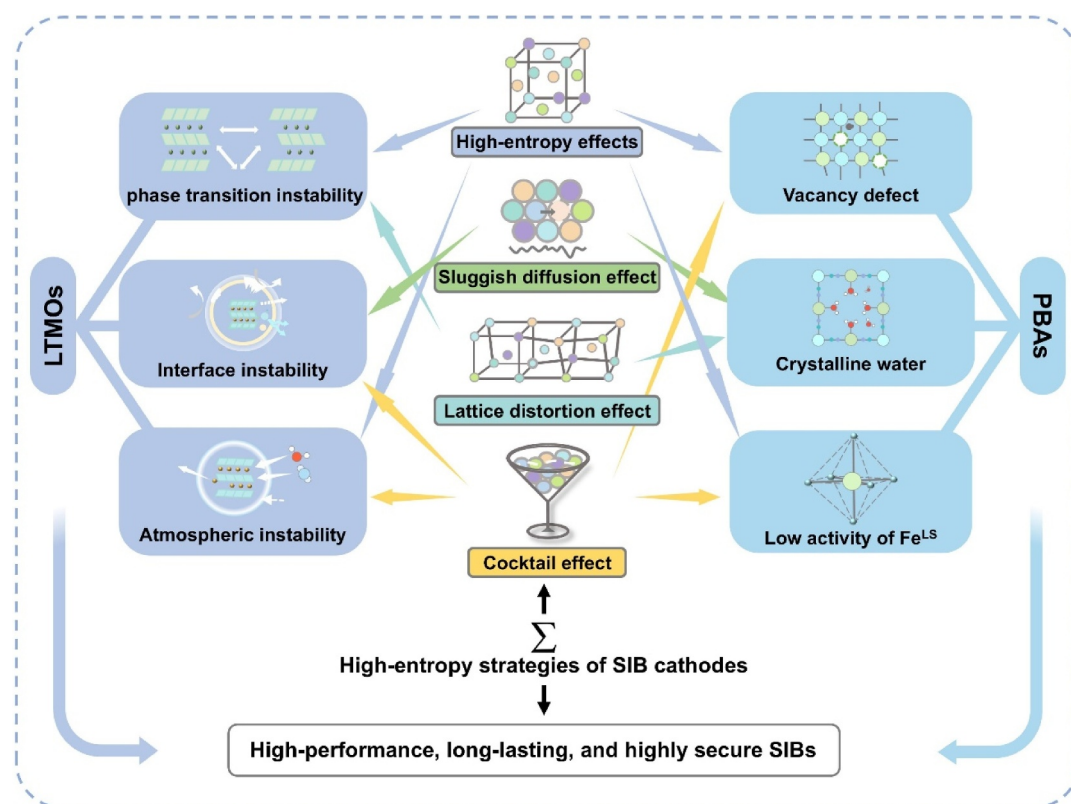 High-entropy effects
phase transition instability
Vacancy defect
Sluggish diffusion effect
LTMOs
PBAs
Interface instability
Crystalline water
Lattice distortion effect
Atmospheric instability
Low activity of Fe^LS
Cocktail effect
∑
High-entropy strategies of SIB cathodes
High-performance, long-lasting, and highly secure SIBs